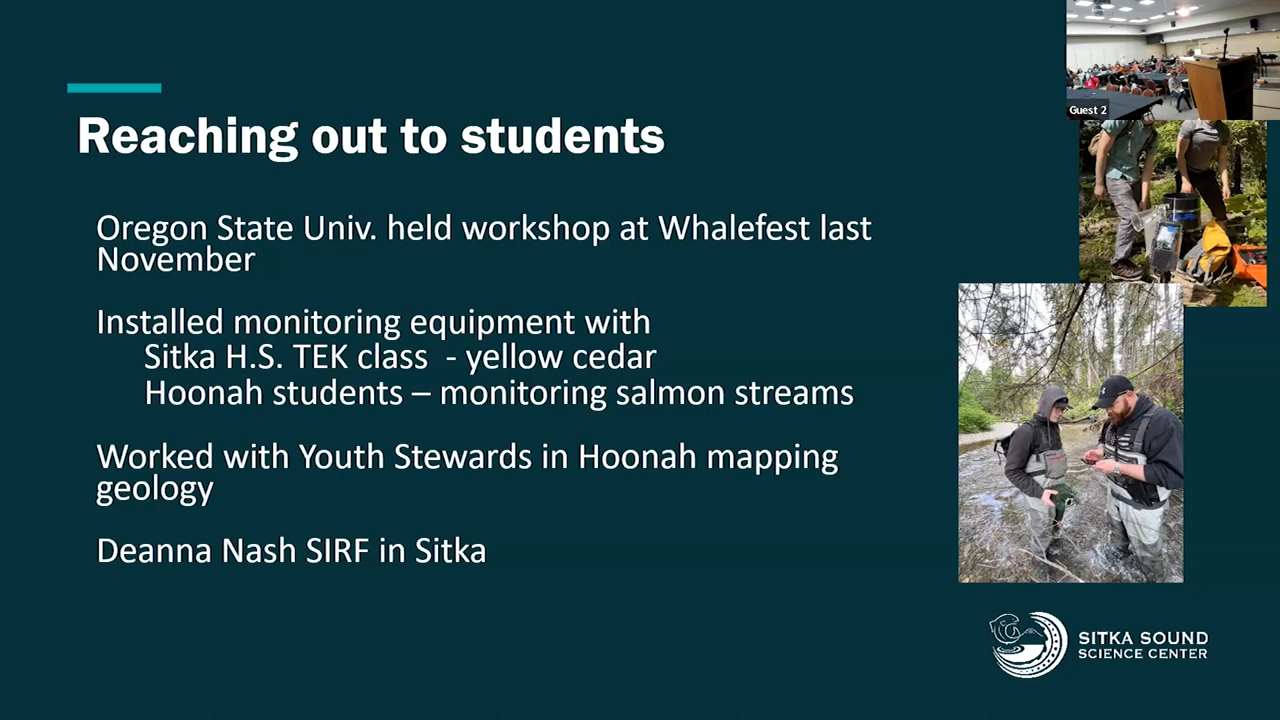 Guest 2
Reaching out to students
Oregon State Univ. held workshop at Whalefest last
November
Installed monitoring equipment with
Sitka H.S. TEK class - yellow cedar
Hoonah students – monitoring salmon streams
Worked with Youth Stewards in Hoonah mapping
geology
Deanna Nash SIRF in Sitka
SITKA SOUND
SCIENCE CENTER